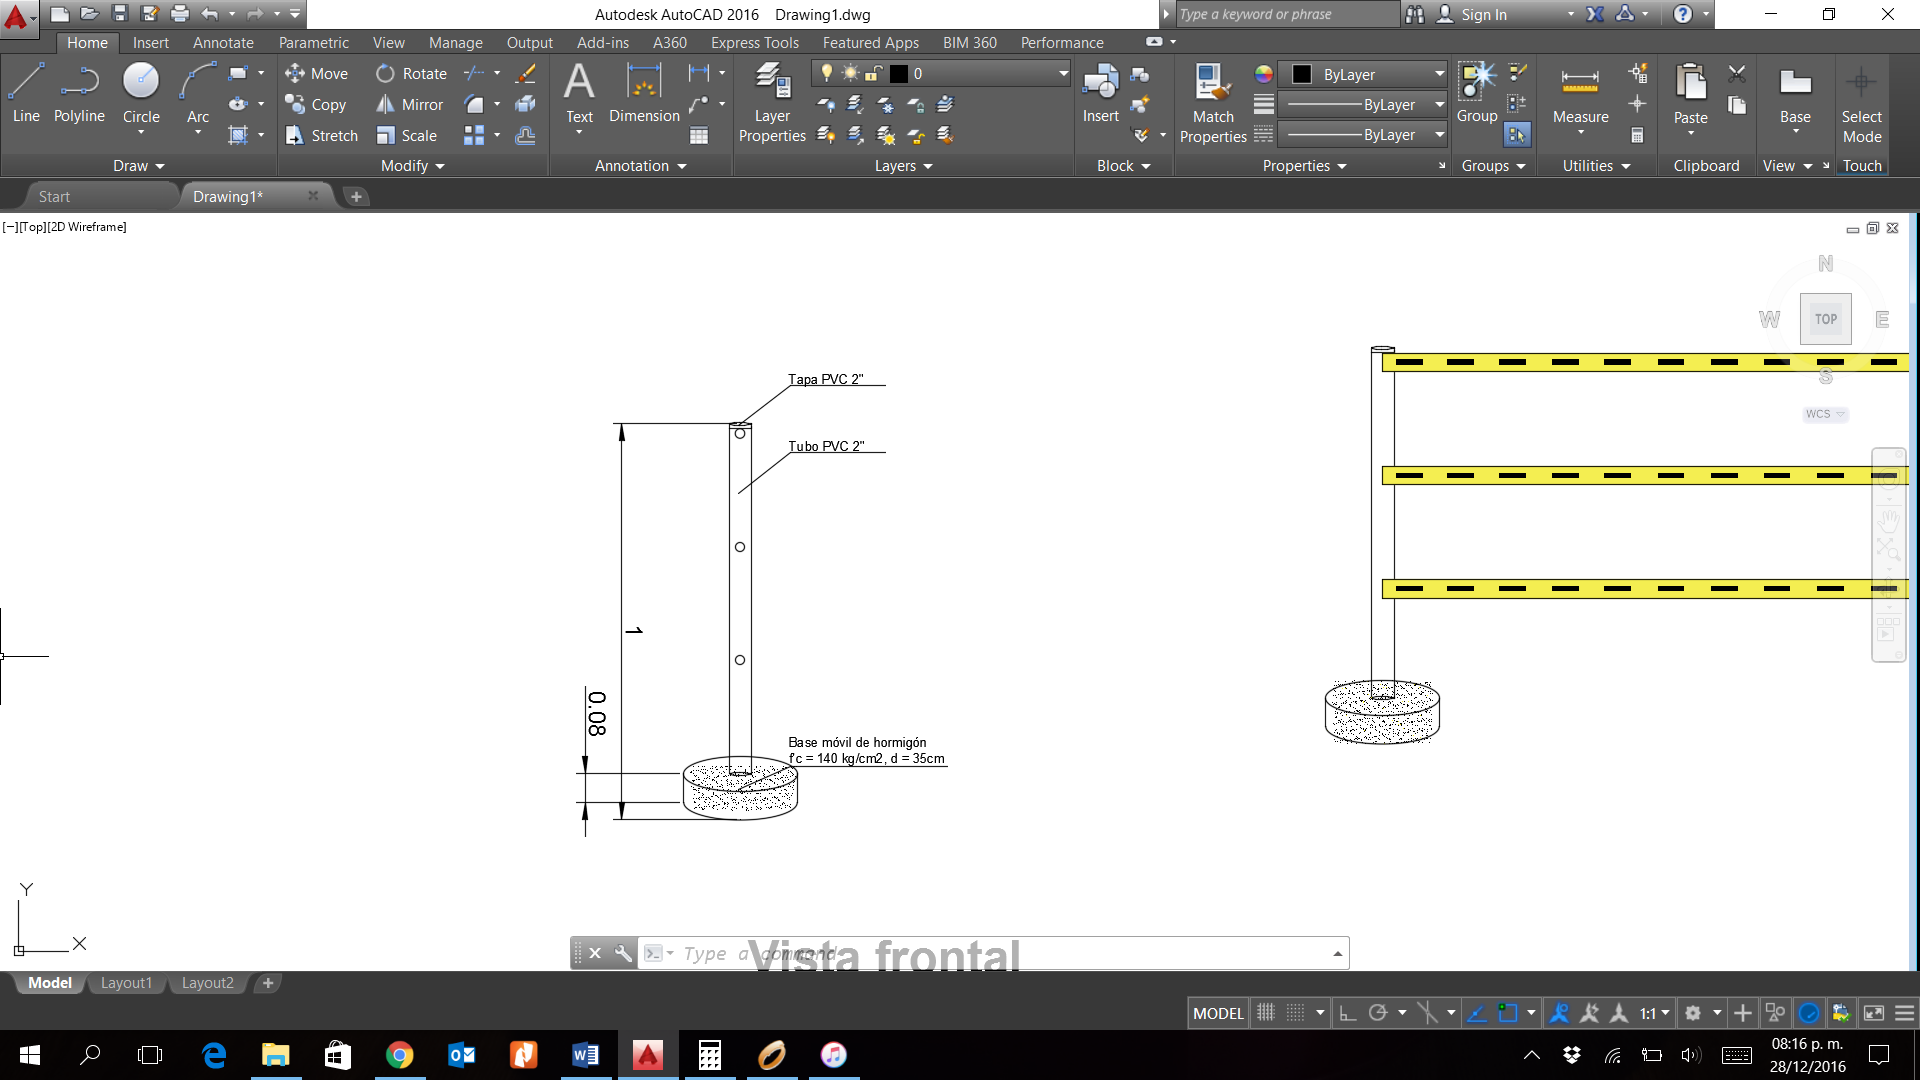 Autodesk AutoCAD 2016 Drawing1.dwg
Type a keyword or phrase
Sign In
Home Insert Annotate Parametric View Manage Output Add-ins A360 Express Tools Featured Apps BIM 360 Performance
Line Polyline Circle Arc
Move Rotate
Copy Mirror
Stretch Scale
Text Dimension
Layer Properties
0
Insert
Match Properties
ByLayer
ByLayer
ByLayer
Group
Measure
Paste
Base
Select Mode
Draw Modify Annotation Layers Block Properties Groups Utilities Clipboard View Touch
Start Drawing1*
[−][Top][2D Wireframe]
N
W TOP E
S
WCS
Tapa PVC 2"
Tubo PVC 2"
1
0.08
Base móvil de hormigón
f'c = 140 kg/cm2, d = 35cm
Y
X
Type a command
Vista frontal
Model Layout1 Layout2
MODEL 1:1
08:16 p. m.
28/12/2016